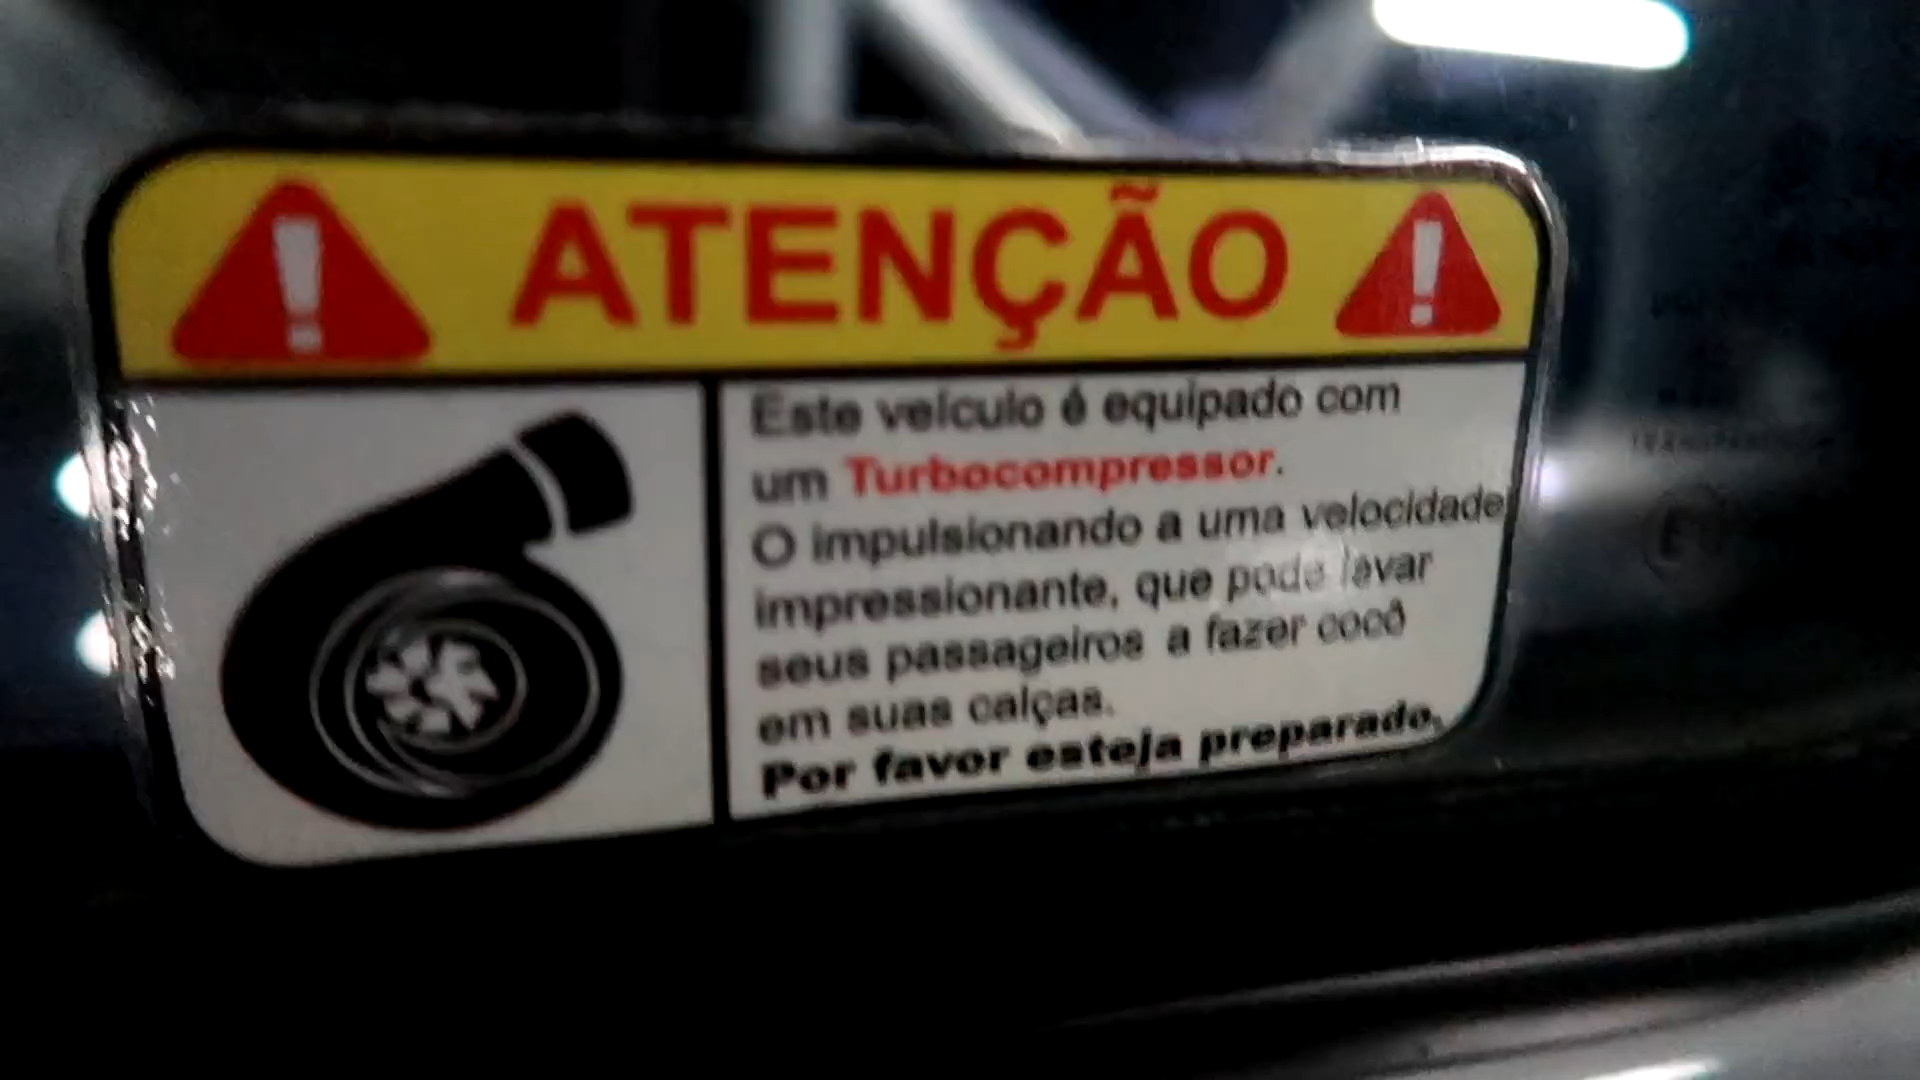 ATENÇÃO
Este veículo é equipado com
um Turbocompressor.
O impulsionando a uma velocidade
impressionante, que pode levar
seus passageiros a fazer cocô
em suas calças.
Por favor esteja preparado.